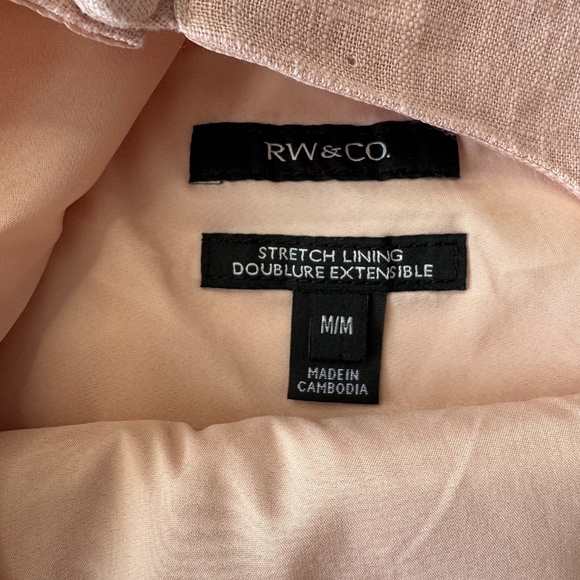 RW&CO.
STRETCH LINING
DOUBLURE EXTENSIBLE
M/M
MADE IN
CAMBODIA